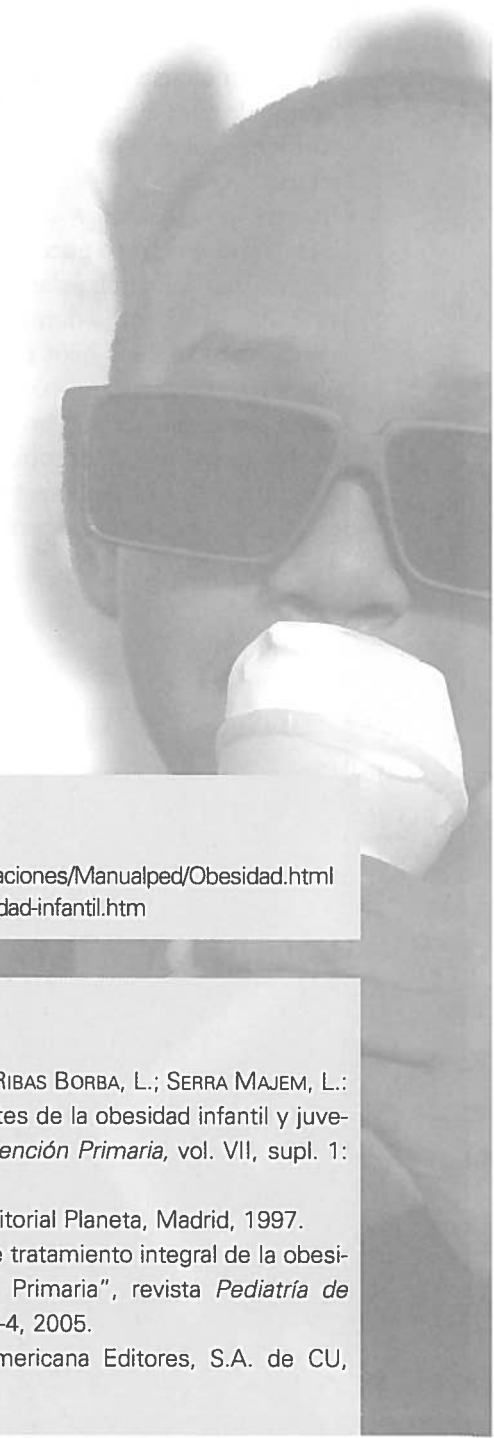 aciones/Manualped/Obesidad.html
dad-infantil.htm
RIBAS BORBA, L.; SERRA MAJEM, L.:
tes de la obesidad infantil y juve-
ención Primaria, vol. VII, supl. 1:
itorial Planeta, Madrid, 1997.
e tratamiento integral de la obesi-
Primaria", revista Pediatría de
-4, 2005.
mericana Editores, S.A. de CU,